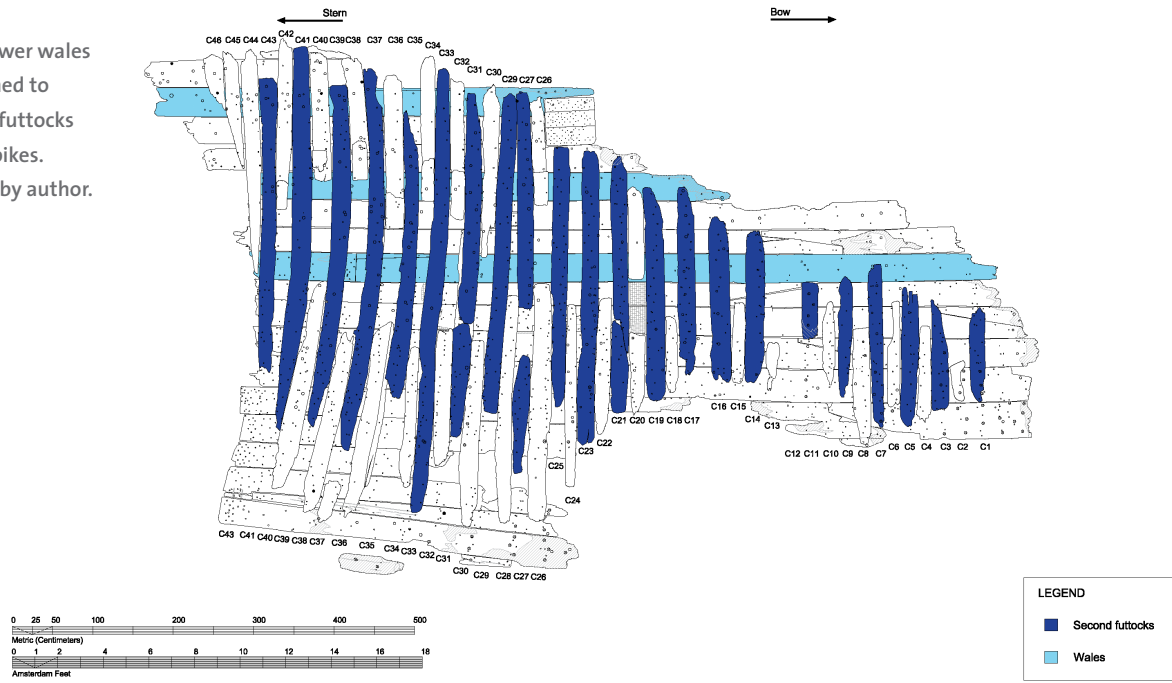 Stern
Bow
wer wales
ned to
futtocks
pikes.
by author.
C46 C45 C44 C43 C42 C41 C40 C39 C38 C37 C36 C35 C34 C33 C32 C31 C30 C29 C27 C26
C25 C24 C23 C22 C21 C20 C19 C18 C17 C16 C15 C14 C13 C12 C11 C10 C9 C8 C7 C6 C5 C4 C3 C2 C1
C43 C41 C40 C39 C38 C37 C36 C35 C34 C33 C32 C31 C30 C29 C28 C27 C26
0 25 50 100 200 300 400 500
Metric (Centimeters)
0 1 2 4 6 8 10 12 14 16 18
Amsterdam Feet
LEGEND
Second futtocks
Wales